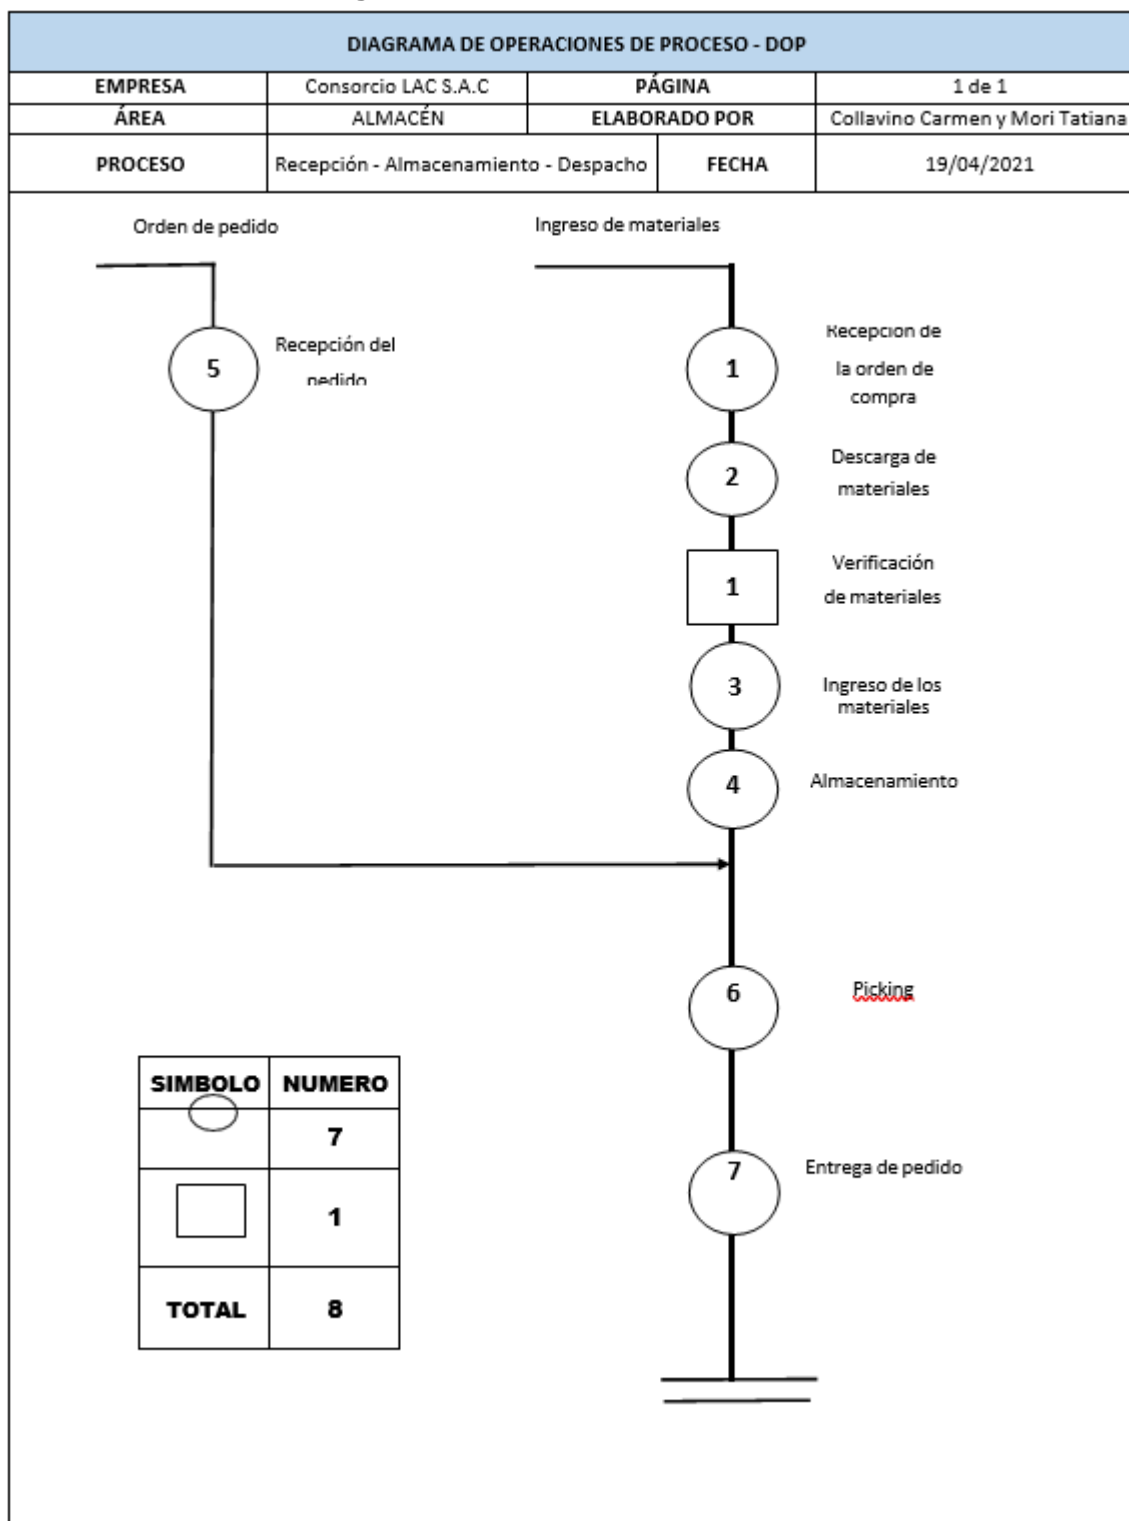 DIAGRAMA DE OPERACIONES DE PROCESO - DOP
EMPRESA Consorcio LAC S.A.C PÁGINA 1 de 1
ÁREA ALMACÉN ELABORADO POR Collavino Carmen y Mori Tatiana
PROCESO Recepción - Almacenamiento - Despacho FECHA 19/04/2021
Orden de pedido
Ingreso de materiales
5
Recepción del
pedido
1
Recepción de
la orden de
compra
2
Descarga de
materiales
1
Verificación
de materiales
3
Ingreso de los
materiales
4
Almacenamiento
6
Picking
7
Entrega de pedido
SIMBOLO NUMERO
7
1
TOTAL 8